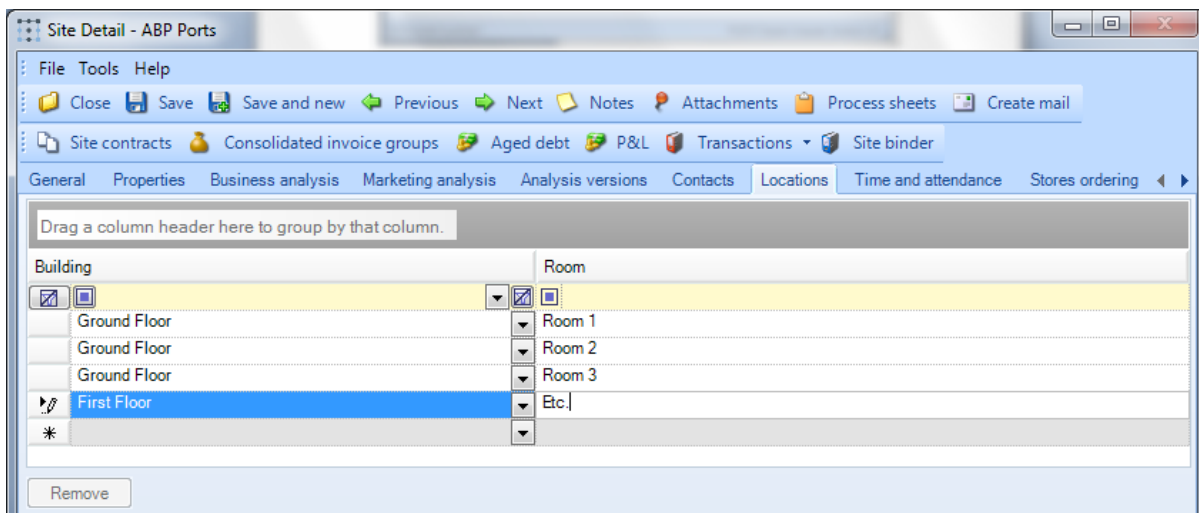 Site Detail - ABP Ports
File Tools Help
Close Save Save and new Previous Next Notes Attachments Process sheets Create mail
Site contracts Consolidated invoice groups Aged debt P&L Transactions Site binder
General Properties Business analysis Marketing analysis Analysis versions Contacts Locations Time and attendance Stores ordering
Drag a column header here to group by that column.
Building Room
Ground Floor Room 1
Ground Floor Room 2
Ground Floor Room 3
First Floor Etc.
Remove